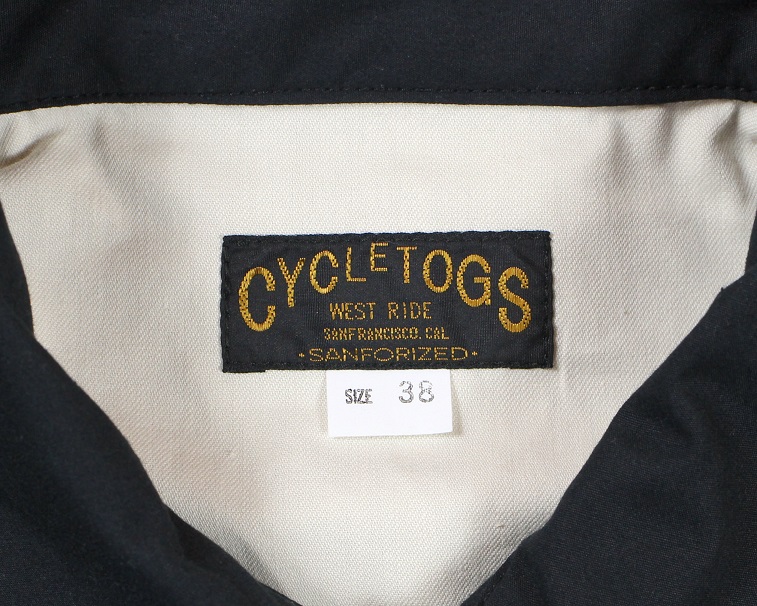 CYCLETOGS
WEST RIDE
SANFRANCISCO. CAL
·SANFORIZED·
SIZE 38